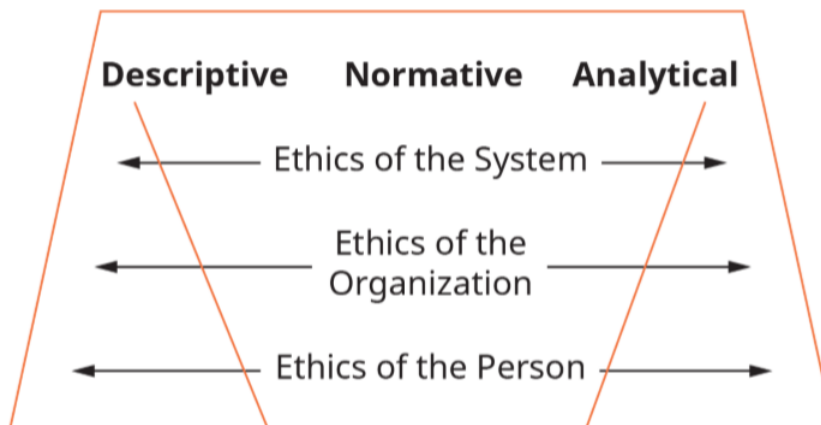 Descriptive Normative Analytical
Ethics of the System
Ethics of the
Organization
Ethics of the Person